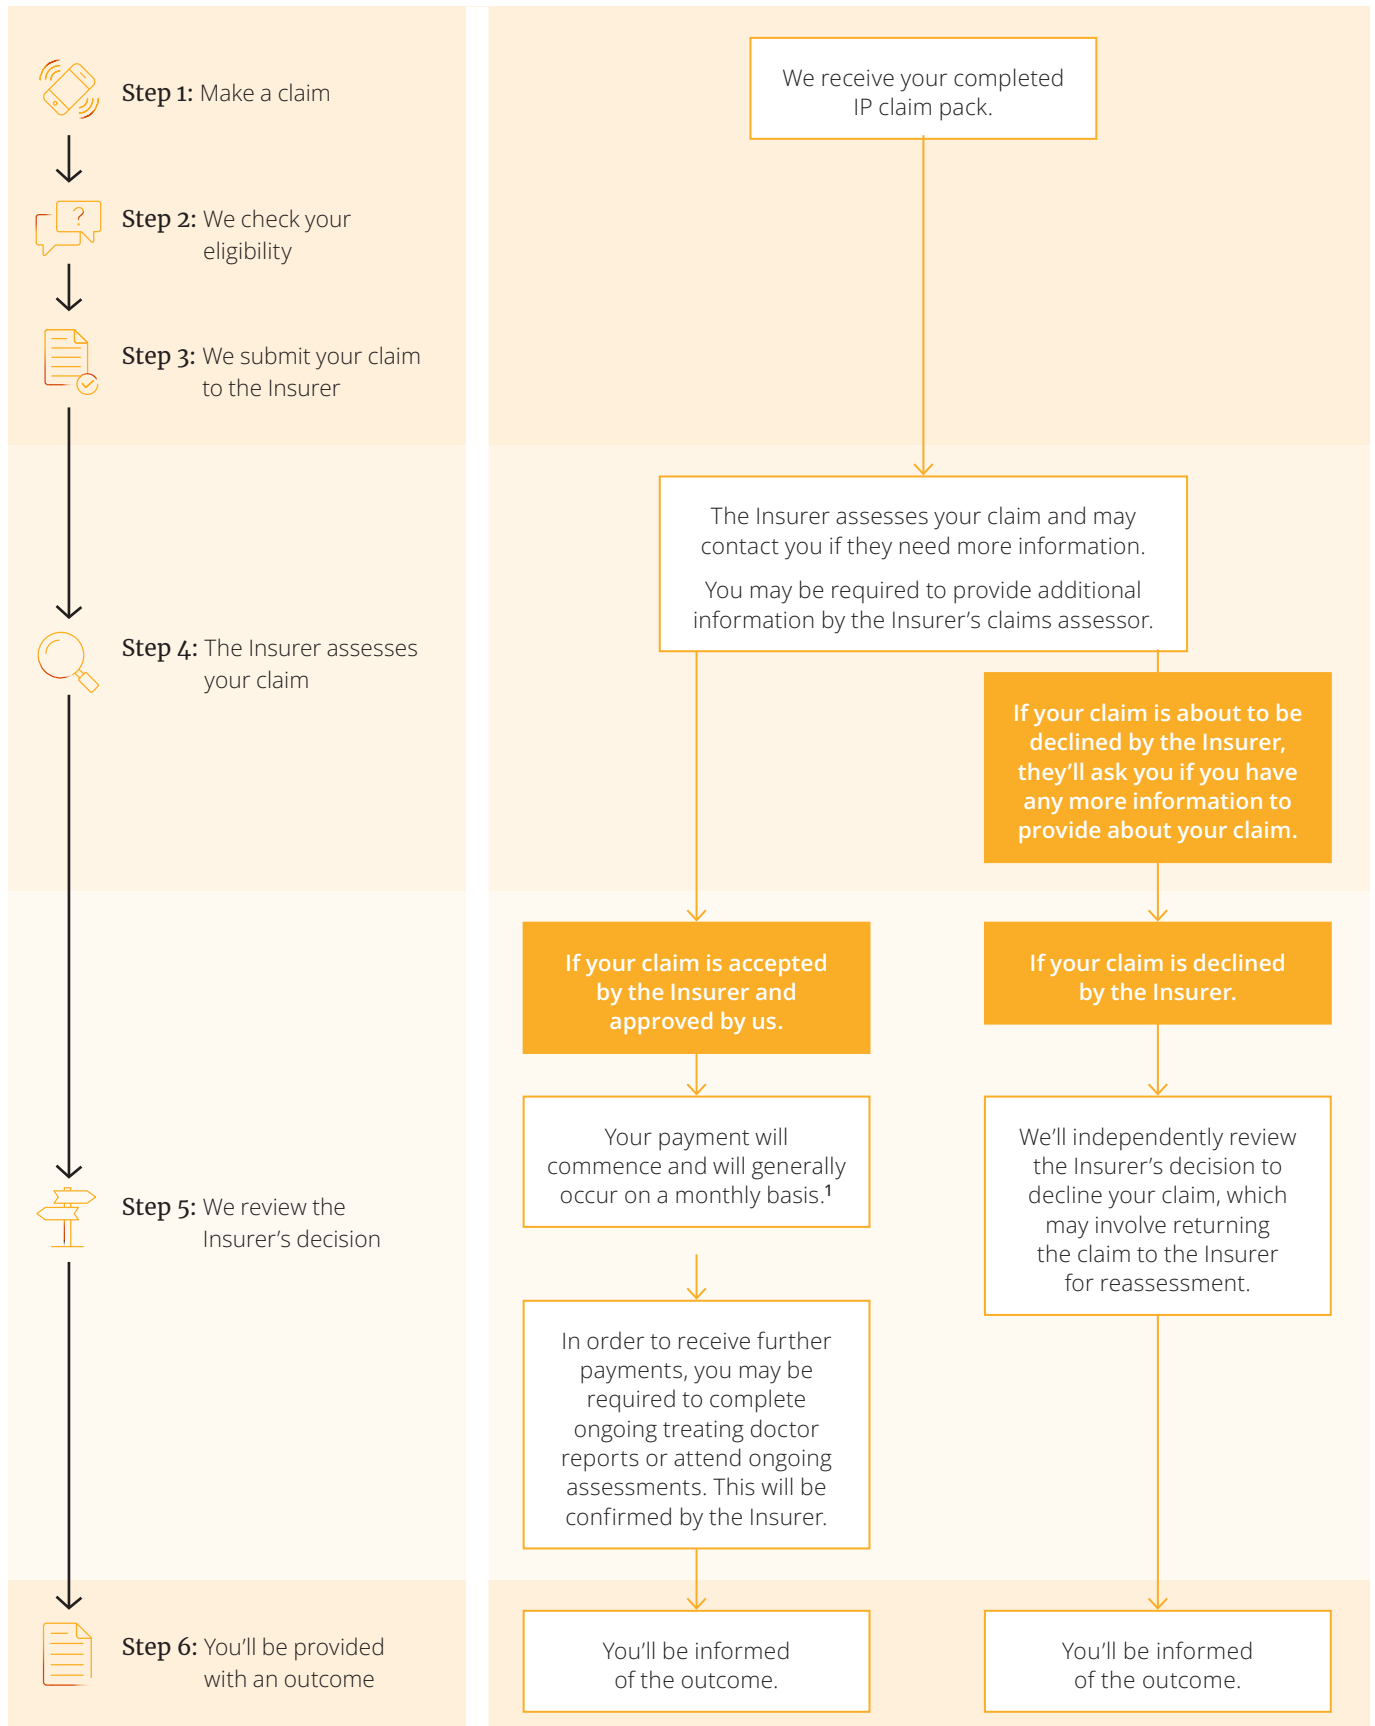 Step 1: Make a claim
Step 2: We check your
eligibility
Step 3: We submit your claim
to the Insurer
Step 4: The Insurer assesses
your claim
Step 5: We review the
Insurer's decision
Step 6: You'll be provided
with an outcome
We receive your completed
IP claim pack.
The Insurer assesses your claim and may
contact you if they need more information.
You may be required to provide additional
information by the Insurer's claims assessor.
If your claim is about to be
declined by the Insurer,
they'll ask you if you have
any more information to
provide about your claim.
If your claim is accepted
by the Insurer and
approved by us.
Your payment will
commence and will generally
occur on a monthly basis.¹
In order to receive further
payments, you may be
required to complete
ongoing treating doctor
reports or attend ongoing
assessments. This will be
confirmed by the Insurer.
You'll be informed
of the outcome.
If your claim is declined
by the Insurer.
We'll independently review
the Insurer's decision to
decline your claim, which
may involve returning
the claim to the Insurer
for reassessment.
You'll be informed
of the outcome.